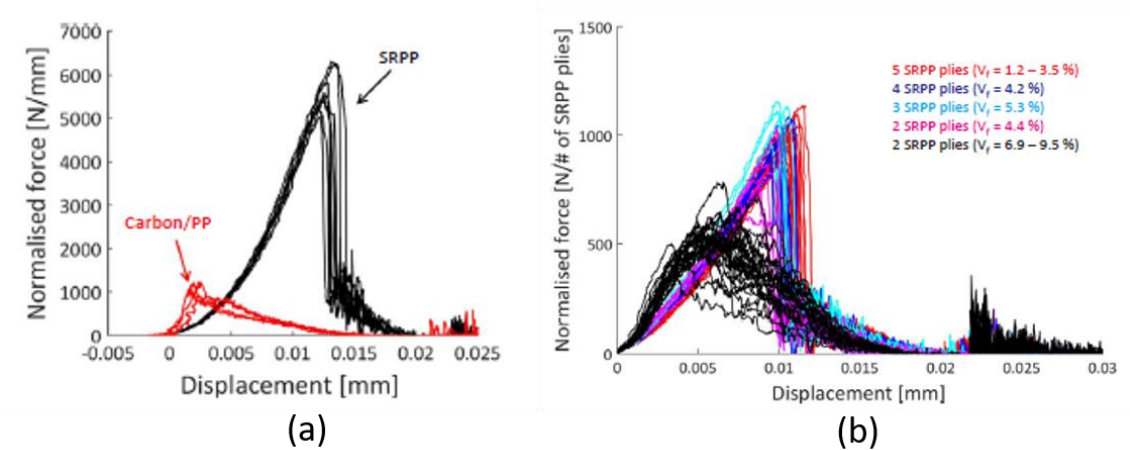 7000
6000
5000
4000
3000
2000
1000
0
Normalised force [N/mm]
SRPP
Carbon/PP
-0.005 0 0.005 0.01 0.015 0.02 0.025
Displacement [mm]
(a)
1500
1000
500
0
Normalised force [N/# of SRPP plies]
5 SRPP plies (Vf = 1.2 – 3.5 %)
4 SRPP plies (Vf = 4.2 %)
3 SRPP plies (Vf = 5.3 %)
2 SRPP plies (Vf = 4.4 %)
2 SRPP plies (Vf = 6.9 – 9.5 %)
0 0.005 0.01 0.015 0.02 0.025 0.03
Displacement [mm]
(b)